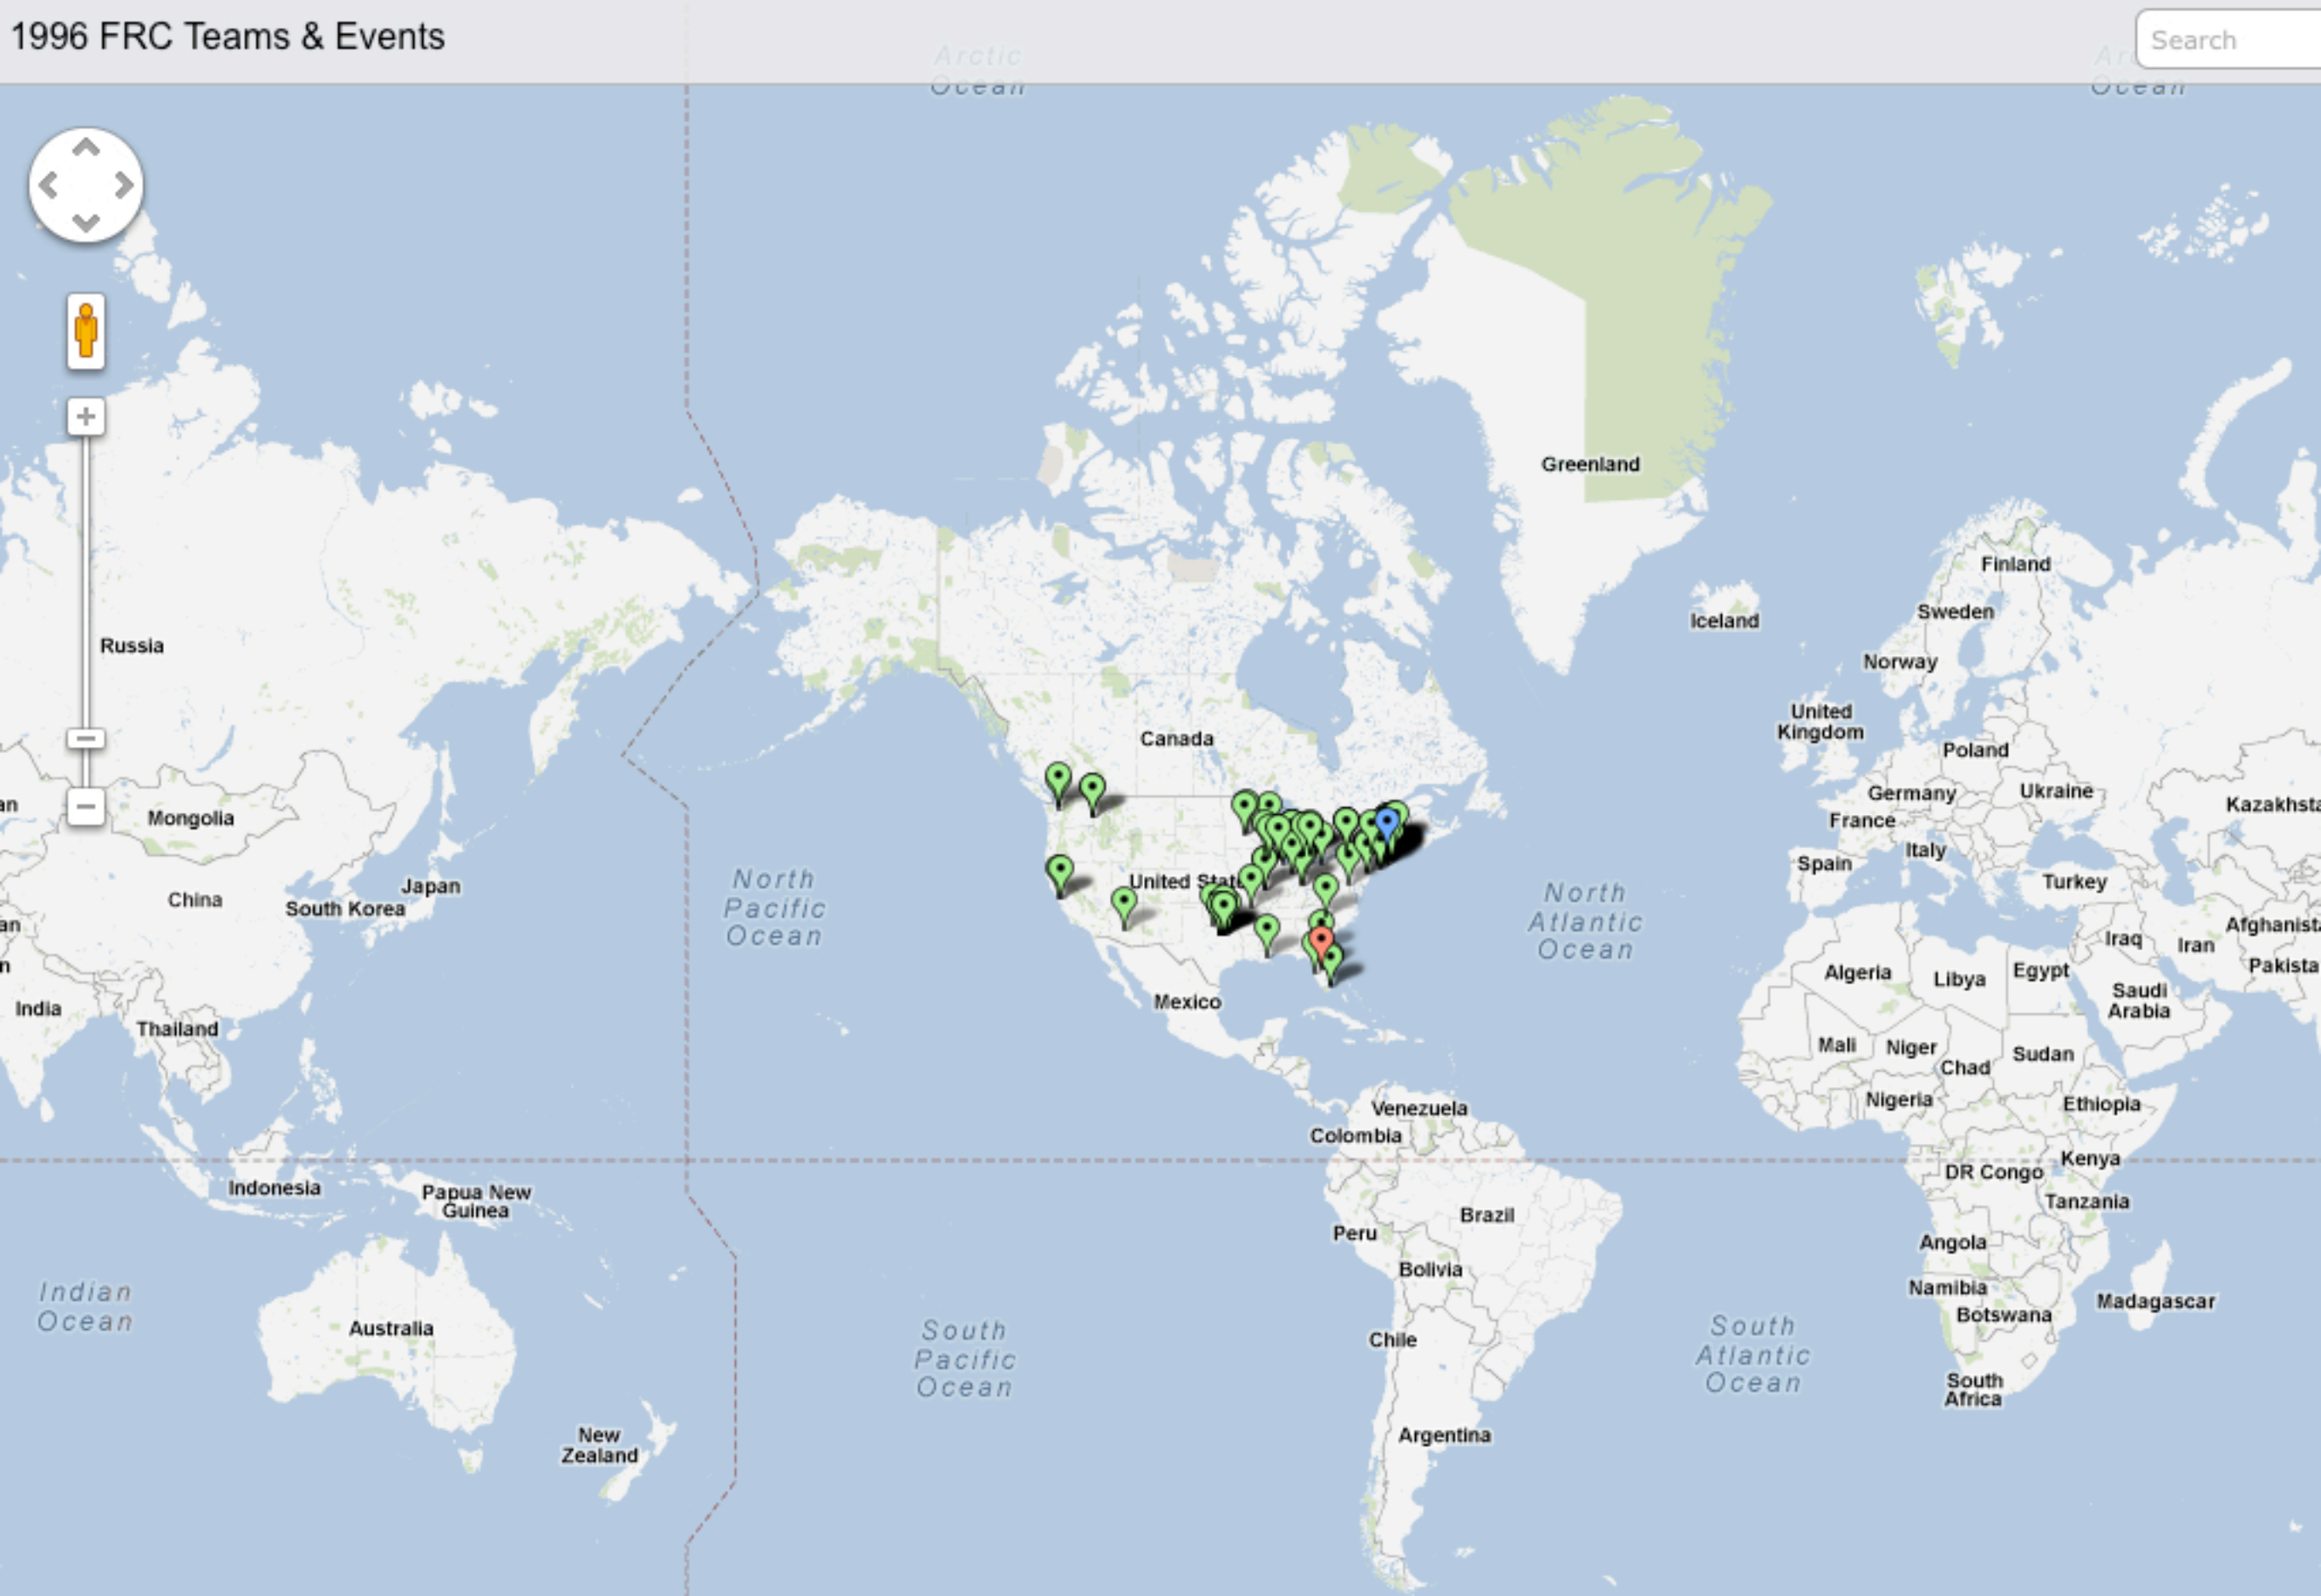 1996 FRC Teams & Events
Search
Arctic
Ocean
Ocean
Greenland
Finland
Sweden
Iceland
Norway
Russia
United
Kingdom
Canada
Poland
Germany
Ukraine
France
Mongolia
Italy
Spain
United
Turkey
China
Japan
South Korea
North
Pacific
Ocean
North
Atlantic
Ocean
Iraq
Iran
Algeria
Libya
Egypt
Saudi
Arabia
Mexico
India
Thailand
Mali
Niger
Sudan
Chad
Nigeria
Ethiopia
Venezuela
Colombia
Kenya
DR Congo
Indonesia
Papua New
Guinea
Tanzania
Brazil
Peru
Angola
Bolivia
Namibia
Madagascar
Botswana
Indian
Ocean
Australia
Chile
South
Pacific
Ocean
South
Atlantic
Ocean
South
Africa
New
Zealand
Argentina